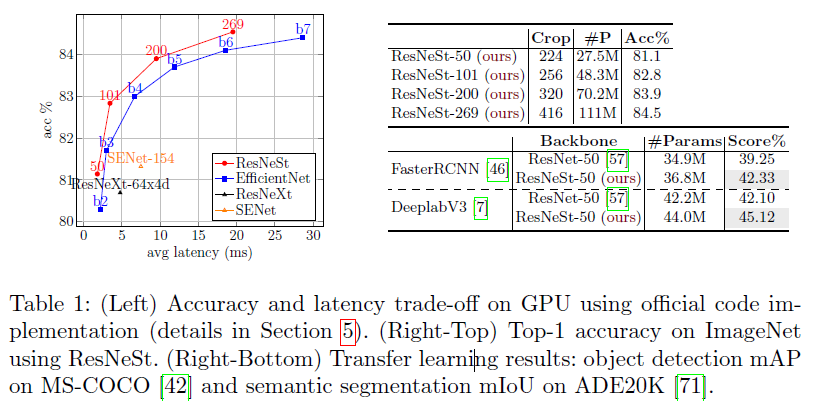 269
b7
200
b6
b5
101
b4
b3
SENet-154
50
ResNeXt-64x4d
b2
84
83
82
81
80
acc %
0 5 10 15 20 25 30
avg latency (ms)
ResNeSt
EfficientNet
ResNeXt
SENet
Crop #P Acc%
ResNeSt-50 (ours) 224 27.5M 81.1
ResNeSt-101 (ours) 256 48.3M 82.8
ResNeSt-200 (ours) 320 70.2M 83.9
ResNeSt-269 (ours) 416 111M 84.5
Backbone #Params Score%
FasterRCNN [46] ResNet-50 [57] 34.9M 39.25
ResNeSt-50 (ours) 36.8M 42.33
DeeplabV3 [7] ResNet-50 [57] 42.2M 42.10
ResNeSt-50 (ours) 44.0M 45.12
Table 1: (Left) Accuracy and latency trade-off on GPU using official code im-
plementation (details in Section 5). (Right-Top) Top-1 accuracy on ImageNet
using ResNeSt. (Right-Bottom) Transfer learning results: object detection mAP
on MS-COCO [42] and semantic segmentation mIoU on ADE20K [71].